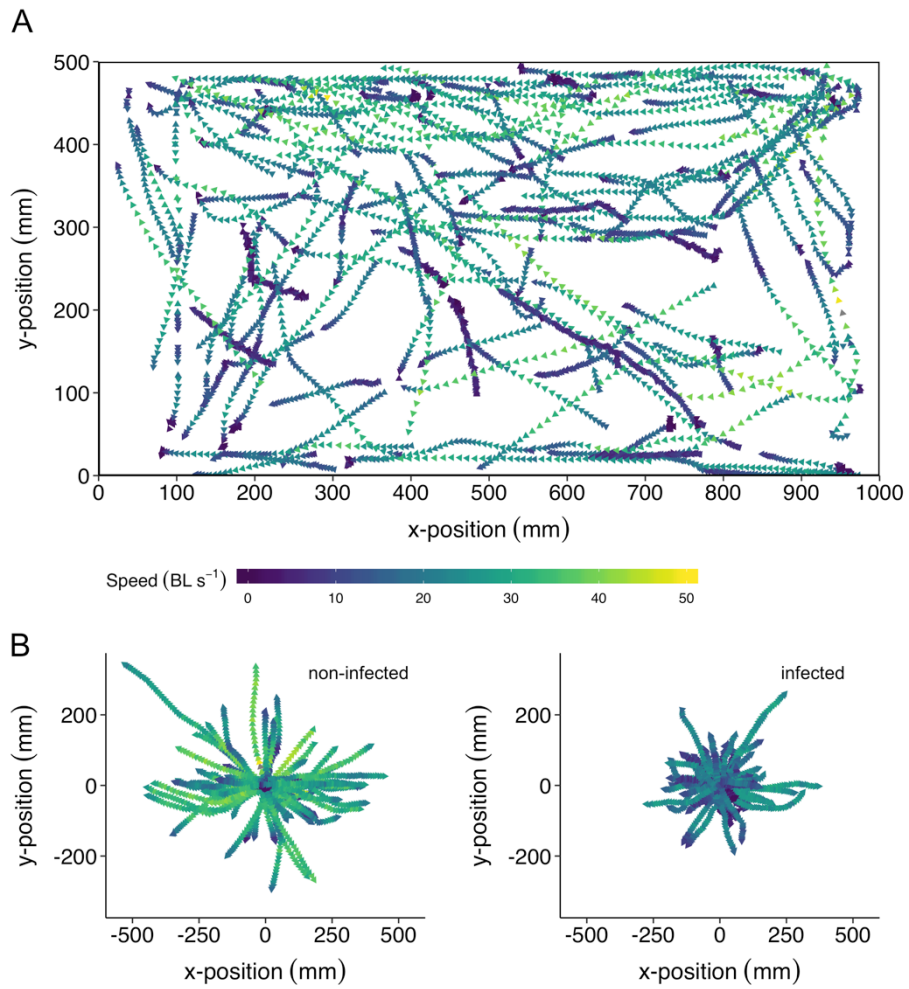 A
500
400
300
200
100
0
y-position (mm)
0 100 200 300 400 500 600 700 800 900 1000
x-position (mm)
Speed (BL s⁻¹)
0 10 20 30 40 50
B
non-infected
200
0
-200
y-position (mm)
-500 -250 0 250 500
x-position (mm)
infected
200
0
-200
y-position (mm)
-500 -250 0 250 500
x-position (mm)